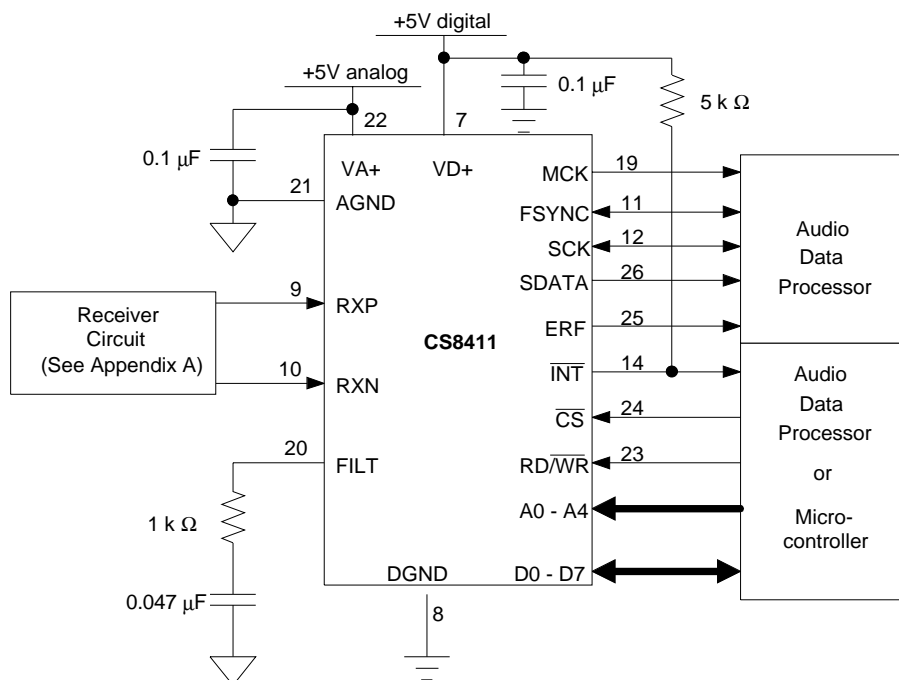 +5V digital
+5V analog
0.1 μF
5 k Ω
22
7
0.1 μF
VA+
VD+
MCK
19
21
AGND
FSYNC
11
Audio
Data
Processor
SCK
12
SDATA
26
9
RXP
ERF
25
Receiver
Circuit
(See Appendix A)
CS8411
INT
14
10
RXN
CS
24
Audio
Data
Processor
or
Micro-
controller
20
FILT
RD/WR
23
1 k Ω
A0 - A4
DGND
D0 - D7
0.047 μF
8